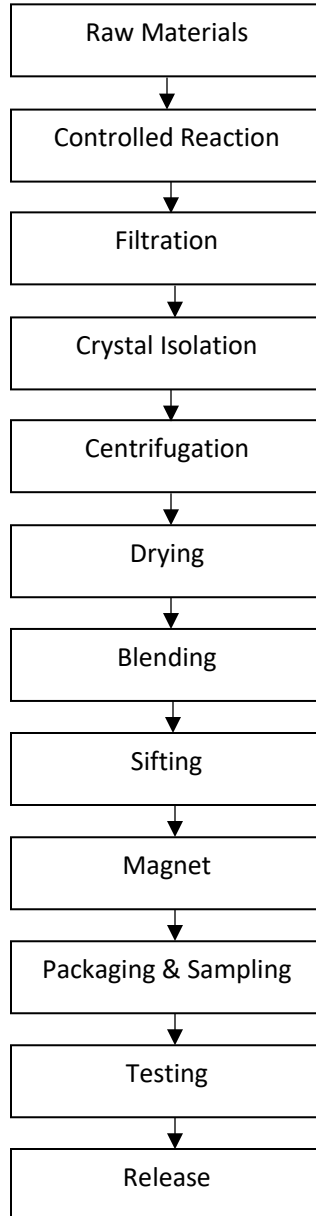 Raw Materials
Controlled Reaction
Filtration
Crystal Isolation
Centrifugation
Drying
Blending
Sifting
Magnet
Packaging & Sampling
Testing
Release